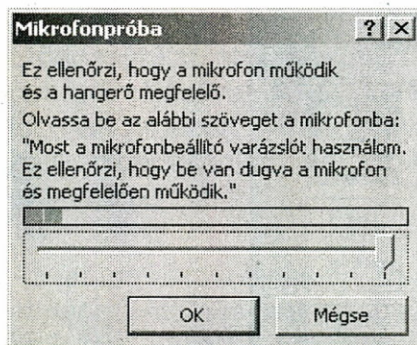 Mikrofonpróba
Ez ellenőrzi, hogy a mikrofon működik
és a hangerő megfelelő.
Olvassa be az alábbi szöveget a mikrofonba:
"Most a mikrofonbeállító varázslót használom.
Ez ellenőrzi, hogy be van dugva a mikrofon
és megfelelően működik."
OK
Mégse